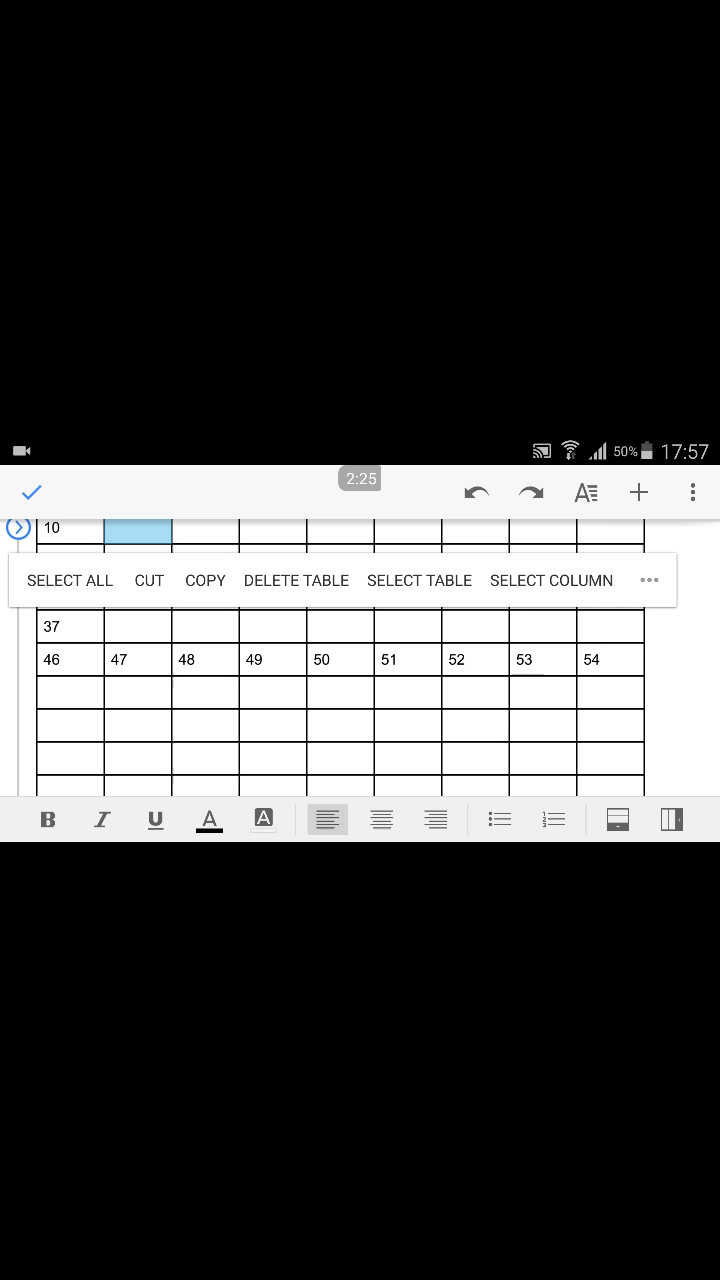 50% 17:57
2:25
10
SELECT ALL CUT COPY DELETE TABLE SELECT TABLE SELECT COLUMN
37
46 47 48 49 50 51 52 53 54
B I U A A